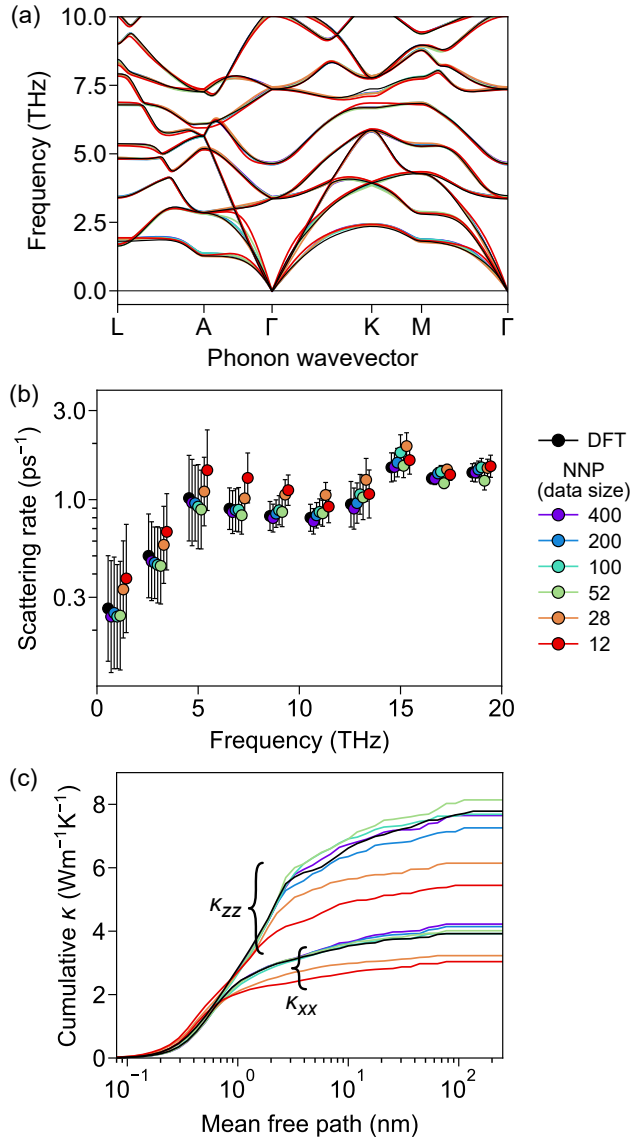 (a)
10.0
7.5
5.0
2.5
0.0
Frequency (THz)
L A Γ K M Γ
Phonon wavevector
(b)
3.0
1.0
0.3
Scattering rate (ps⁻¹)
0 5 10 15 20
Frequency (THz)
DFT
NNP
(data size)
400
200
100
52
28
12
(c)
8
6
4
2
0
Cumulative κ (Wm⁻¹K⁻¹)
κzz
κxx
10⁻¹ 10⁰ 10¹ 10²
Mean free path (nm)